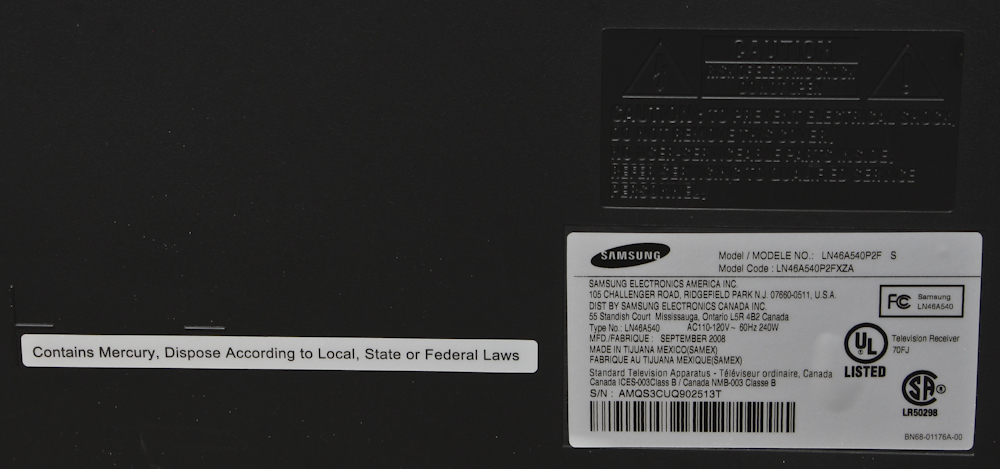 CAUTION
RISK OF ELECTRIC SHOCK
DO NOT OPEN
CAUTION : TO PREVENT ELECTRICAL SHOCK,
DO NOT REMOVE THIS COVER,
NO USER-SERVICEABLE PARTS INSIDE,
REFER SERVICING TO QUALIFIED SERVICE
PERSONNEL,
Contains Mercury, Dispose According to Local, State or Federal Laws
SAMSUNG
Model / MODELE NO.: LN46A540P2F S
Model Code : LN46A540P2FXZA
SAMSUNG ELECTRONICS AMERICA INC.
105 CHALLENGER ROAD, RIDGEFIELD PARK N.J. 07660-0511, U.S.A.
DIST BY SAMSUNG ELECTRONICS CANADA INC.
55 Standish Court Mississauga, Ontario L5R 4B2 Canada
Type No.: LN46A540 AC110-120V~ 60Hz 240W
MFD./FABRIQUE : SEPTEMBER 2008
MADE IN TIJUANA MEXICO(SAMEX)
FABRIQUE AU TIJUANA MEXIQUE(SAMEX)
Standard Television Apparatus - Téléviseur ordinaire, Canada
Canada ICES-003Class B / Canada NMB-003 Classe B
S/N : AMQS3CUQ902513T
FC Samsung
LN46A540
UL
LISTED
Television Receiver
70FJ
SA
LR50298
BN68-01176A-00